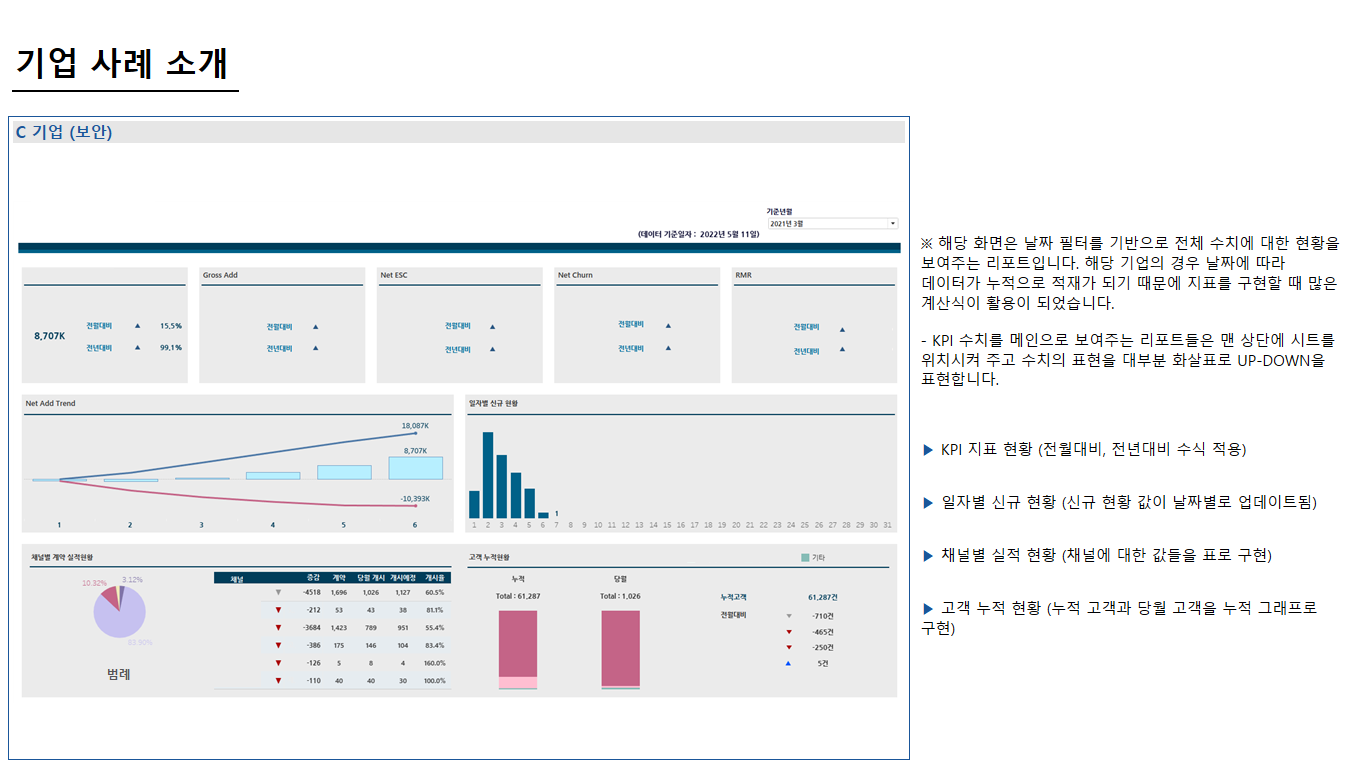 기업 사례 소개
C 기업 (보안)
기준년월
2021년 3월
(데이터 기준일자 : 2022년 5월 11일)
8,707K
전월대비 ▲ 15,5%
전년대비 ▲ 99,1%
Gross Add
전월대비 ▲
전년대비 ▲
Net ESC
전월대비 ▲
전년대비 ▲
Net Churn
전월대비 ▲
전년대비 ▲
RMR
전월대비 ▲
전년대비 ▲
Net Add Trend
18,087K
8,707K
-10,393K
1 2 3 4 5 6
일자별 신규 현황
1
1 2 3 4 5 6 7 8 9 10 11 12 13 14 15 16 17 18 19 20 21 22 23 24 25 26 27 28 29 30 31
채널별 계약 실적현황
10.32% 3.12%
범례
채널 증감 계약 당월 개시 개시예정 개시율
▼ -4518 1,696 1,026 1,127 60.5%
▼ -212 53 43 38 81.1%
▼ -3684 1,423 789 951 55.4%
▼ -386 175 146 104 83.4%
▼ -126 5 8 4 160.0%
▼ -110 40 40 30 100.0%
고객 누적현황
기타
누적 당월
Total : 61,287 Total : 1,026
누적고객 61,287건
전월대비 ▼ -710건
▼ -465건
▼ -250건
▲ 5건
※ 해당 화면은 날짜 필터를 기반으로 전체 수치에 대한 현황을
보여주는 리포트입니다. 해당 기업의 경우 날짜에 따라
데이터가 누적으로 적재가 되기 때문에 지표를 구현할 때 많은
계산식이 활용이 되었습니다.
- KPI 수치를 메인으로 보여주는 리포트들은 맨 상단에 시트를
위치시켜 주고 수치의 표현을 대부분 화살표로 UP-DOWN을
표현합니다.
▶ KPI 지표 현황 (전월대비, 전년대비 수식 적용)
▶ 일자별 신규 현황 (신규 현황 값이 날짜별로 업데이트됨)
▶ 채널별 실적 현황 (채널에 대한 값들을 표로 구현)
▶ 고객 누적 현황 (누적 고객과 당월 고객을 누적 그래프로
구현)